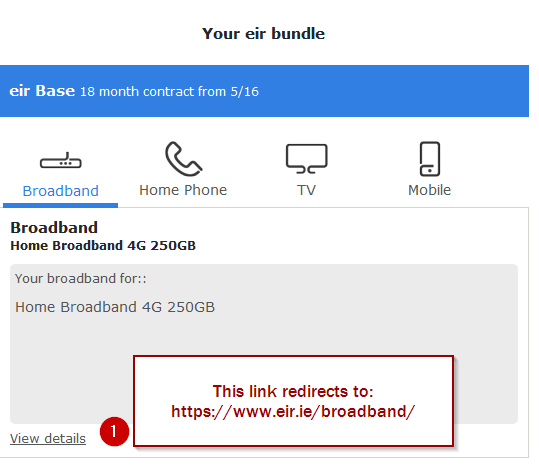 Your eir bundle
eir Base 18 month contract from 5/16
Broadband Home Phone TV Mobile
Broadband
Home Broadband 4G 250GB
Your broadband for::
Home Broadband 4G 250GB
This link redirects to:
https://www.eir.ie/broadband/
1
View details